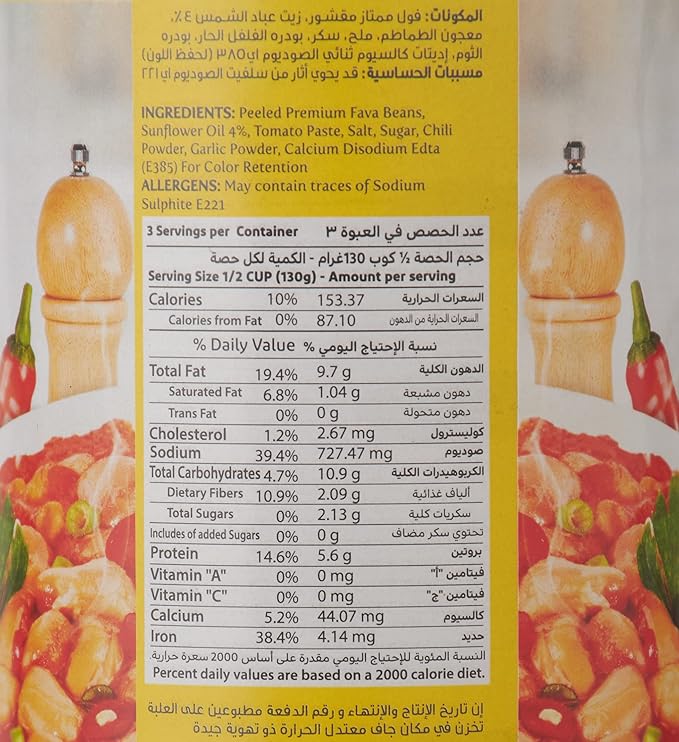 المكونات: فول ممتاز مقشور، زيت عباد الشمس ٤٪،
معجون الطماطم، ملح، سكر، بودره الفلفل الحار، بودره
الثوم، إديتات كالسيوم ثنائي الصوديوم اي٣٨٥ (لحفظ اللون)
مسببات الحساسية: قد يحوي أثار من سلفيت الصوديوم اي٢٢١
INGREDIENTS: Peeled Premium Fava Beans,
Sunflower Oil 4%, Tomato Paste, Salt, Sugar, Chili
Powder, Garlic Powder, Calcium Disodium Edta
(E385) For Color Retention
ALLERGENS: May contain traces of Sodium
Sulphite E221
3 Servings per Container عدد الحصص في العبوة ٣
حجم الحصة ½ كوب 130غرام - الكمية لكل حصة
Serving Size 1/2 CUP (130g) - Amount per serving
Calories 10% 153.37 السعرات الحرارية
Calories from Fat 0% 87.10 السعرات الحراية من الدهون
% Daily Value نسبة الإحتياج اليومي %
Total Fat 19.4% 9.7 g الدهون الكلية
Saturated Fat 6.8% 1.04 g دهون مشبعة
Trans Fat 0% 0 g دهون متحولة
Cholesterol 1.2% 2.67 mg كوليسترول
Sodium 39.4% 727.47 mg صوديوم
Total Carbohydrates 4.7% 10.9 g الكربوهيدرات الكلية
Dietary Fibers 10.9% 2.09 g ألياف غذائية
Total Sugars 0% 2.13 g سكريات كلية
Includes of added Sugars 0% 0 g تحتوي سكر مضاف
Protein 14.6% 5.6 g بروتين
Vitamin "A" 0% 0 mg فيتامين "أ"
Vitamin "C" 0% 0 mg فيتامين "ج"
Calcium 5.2% 44.07 mg كالسيوم
Iron 38.4% 4.14 mg حديد
النسبة المئوية للإحتياج اليومي مقدرة على أساس 2000 سعرة حرارية.
Percent daily values are based on a 2000 calorie diet.
إن تاريخ الإنتاج والإنتهاء و رقم الدفعة مطبوعين على العلبة
تخزن في مكان جاف معتدل الحرارة ذو تهوية جيدة